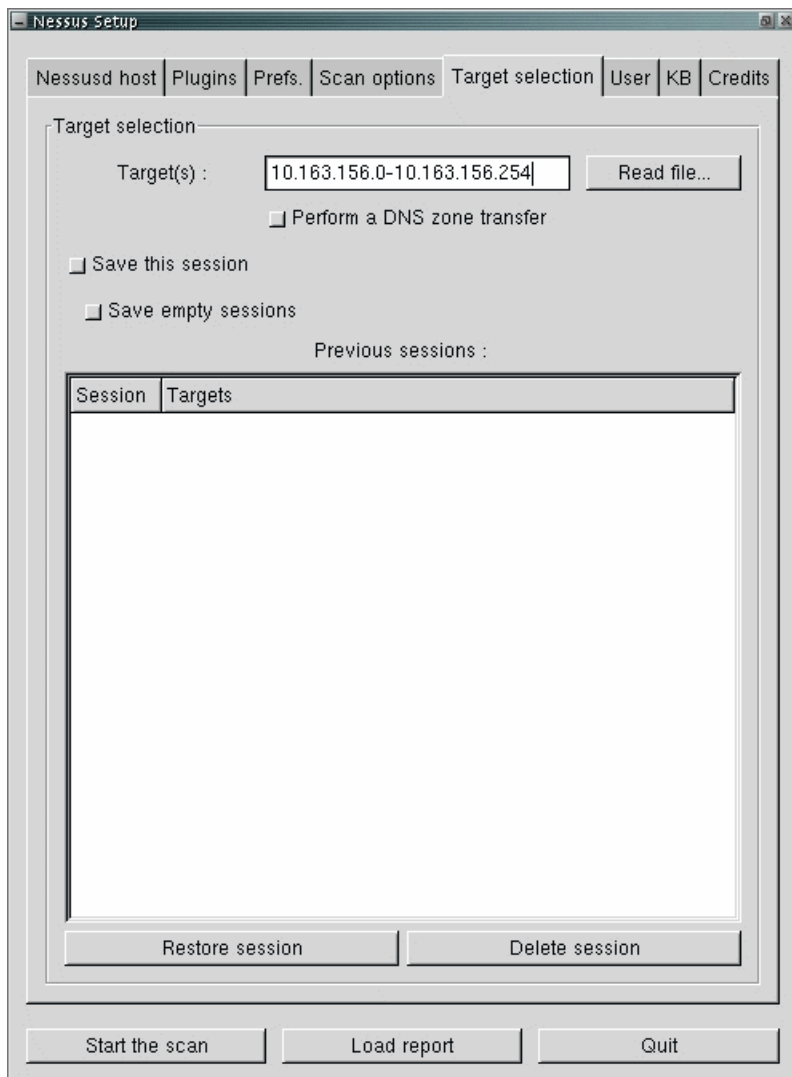 Nessus Setup
Nessusd host Plugins Prefs. Scan options Target selection User KB Credits
Target selection
Target(s) : 10.163.156.0-10.163.156.254 Read file...
Perform a DNS zone transfer
Save this session
Save empty sessions
Previous sessions :
Session Targets
Restore session Delete session
Start the scan Load report Quit